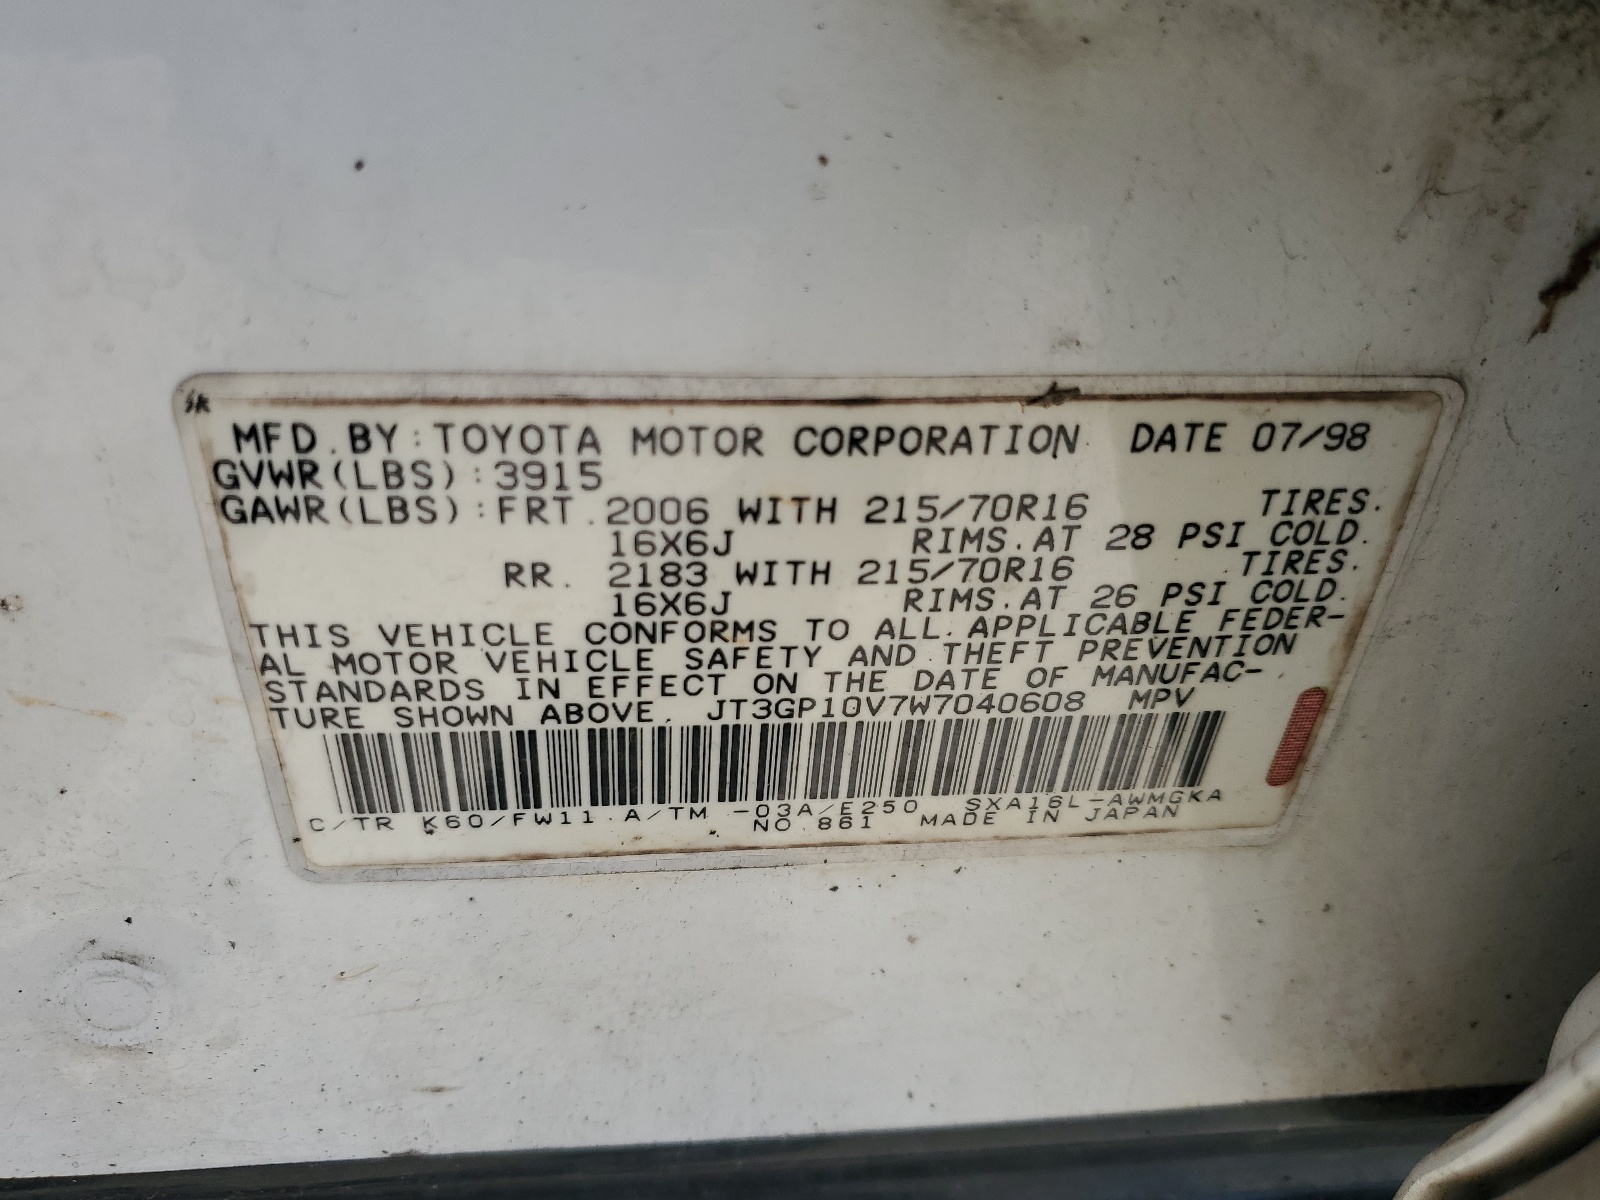 MFD.BY:TOYOTA MOTOR CORPORATION DATE 07/98
GVWR(LBS):3915
GAWR(LBS):FRT.2006 WITH 215/70R16 TIRES.
16X6J RIMS.AT 28 PSI COLD.
RR. 2183 WITH 215/70R16 TIRES.
16X6J RIMS.AT 26 PSI COLD.
THIS VEHICLE CONFORMS TO ALL APPLICABLE FEDER-
AL MOTOR VEHICLE SAFETY AND THEFT PREVENTION
STANDARDS IN EFFECT ON THE DATE OF MANUFAC-
TURE SHOWN ABOVE. JT3GP10V7W7040608 MPV
C/TR K60/FW11 A/TM -03A/E250 SXA16L-AWMGKA
NO.861 MADE IN JAPAN